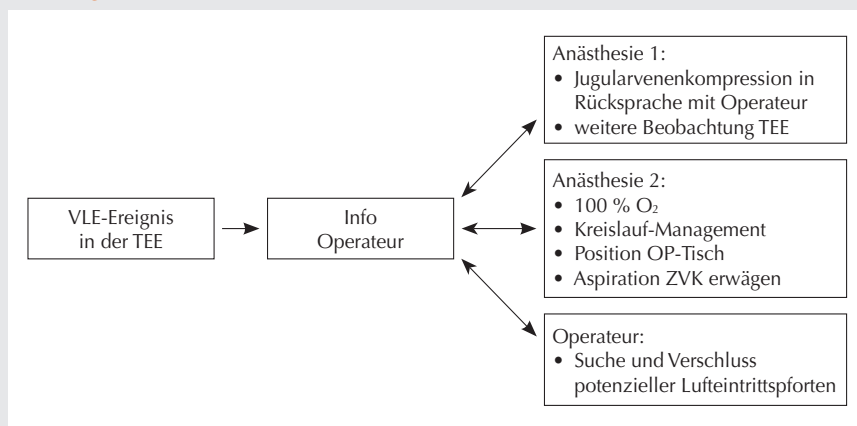 VLE-Ereignis
in der TEE
Info
Operateur
Anästhesie 1:
• Jugularvenenkompression in
Rücksprache mit Operateur
• weitere Beobachtung TEE
Anästhesie 2:
• 100 % O₂
• Kreislauf-Management
• Position OP-Tisch
• Aspiration ZVK erwägen
Operateur:
• Suche und Verschluss
potenzieller Lufteintrittspforten